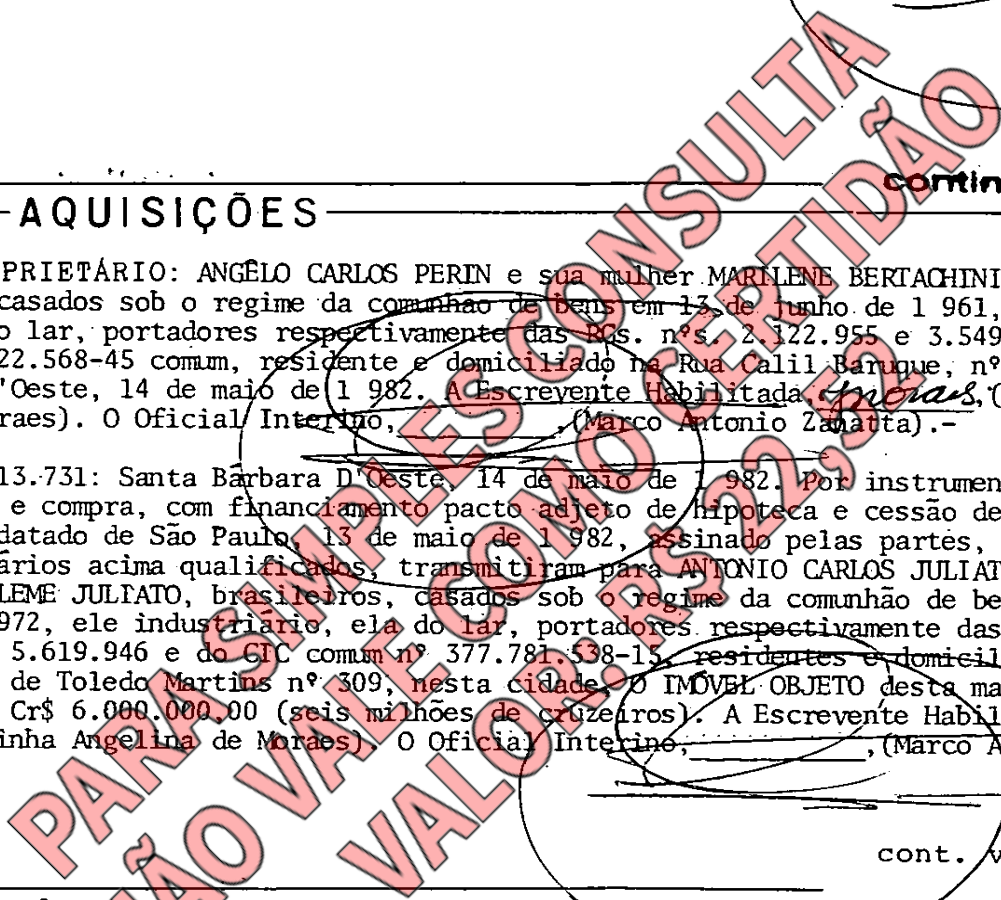 contin
AQUISIÇÕES
PRIETÁRIO: ANGELO CARLOS PERIN e sua mulher MARILENE BERTACHINI
casados sob o regime da comunhão de bens em 13 de junho de 1 961,
o lar, portadores respectivamente das RGs. nºs. 2.122.955 e 3.549
22.568-45 comum, residente e domiciliado na Rua Calil Baruque, nº
'Oeste, 14 de maio de 1 982. A Escrevente Habilitada, moraes, (
raes). O Oficial Interino, ,(Marco Antonio Zanatta).-
13.731: Santa Bárbara D'Oeste, 14 de maio de 1 982. Por instrumen
e compra, com financiamento pacto adjeto de hipoteca e cessão de
datado de São Paulo, 13 de maio de 1 982, assinado pelas partes,
ários acima qualificados, transmitiram para ANTONIO CARLOS JULIAT
LEME JULIATO, brasileiros, casados sob o regime da comunhão de be
972, ele industriário, ela do lar, portadores respectivamente das
5.619.946 e do CIC comum nº 377.781.538-15, residentes e domicil
de Toledo Martins nº 309, nesta cidade, O IMÓVEL OBJETO desta ma
Cr$ 6.000.000,00 (seis milhões de cruzeiros). A Escrevente Habil
inha Angelina de Moraes). O Oficial Interino, ,(Marco A
cont. v
PARA SIMPLES CONSULTA
NÃO VALE COMO CERTIDÃO
VALOR: R$ 22,52